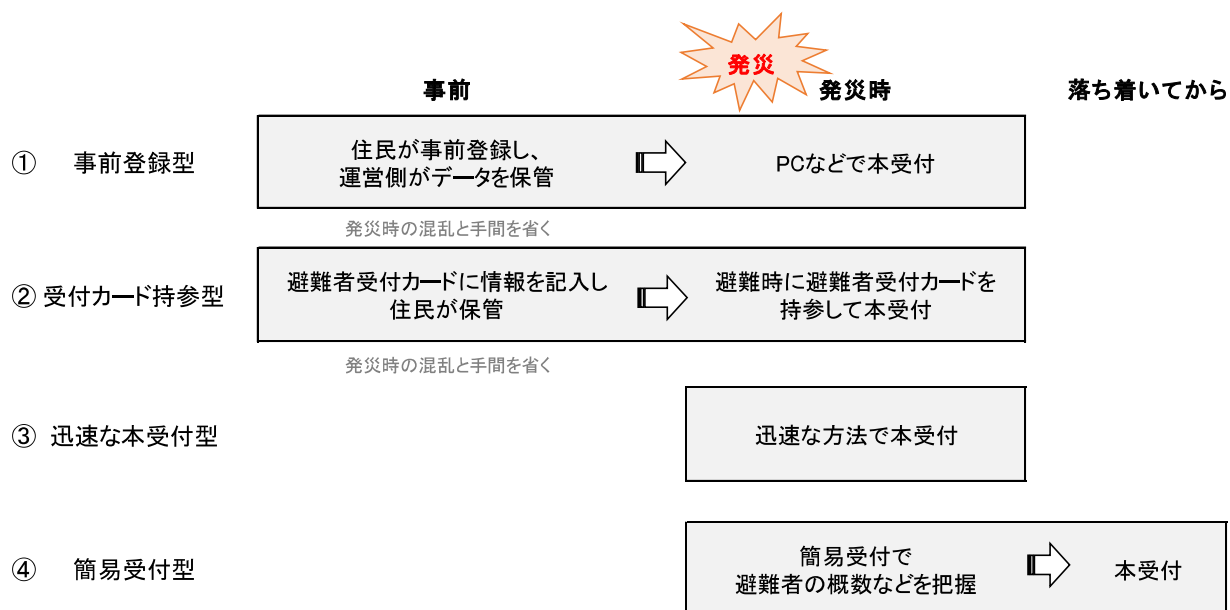 発災
事前
発災時
落ち着いてから
① 事前登録型
住民が事前登録し、
運営側がデータを保管
PCなどで本受付
発災時の混乱と手間を省く
② 受付カード持参型
避難者受付カードに情報を記入し
住民が保管
避難時に避難者受付カードを
持参して本受付
発災時の混乱と手間を省く
③ 迅速な本受付型
迅速な方法で本受付
④ 簡易受付型
簡易受付で
避難者の概数などを把握
本受付